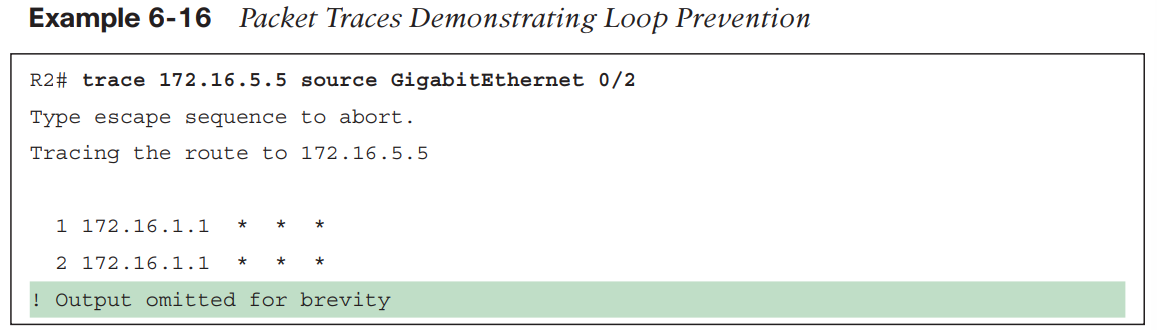 Example 6-16 Packet Traces Demonstrating Loop Prevention
R2# trace 172.16.5.5 source GigabitEthernet 0/2
Type escape sequence to abort.
Tracing the route to 172.16.5.5
1 172.16.1.1 * * *
2 172.16.1.1 * * *
! Output omitted for brevity